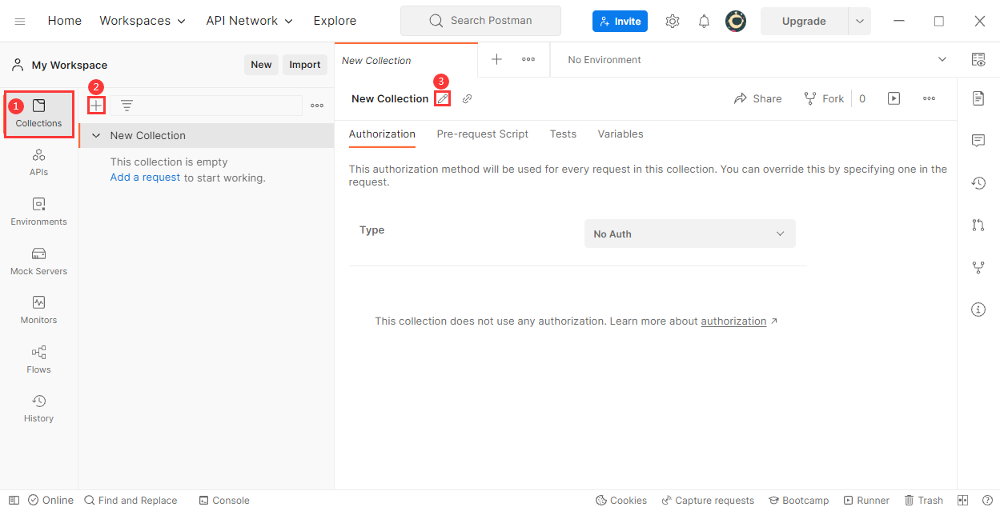 Home Workspaces API Network Explore Search Postman Invite Upgrade
My Workspace New Import
New Collection No Environment
2
3
1
New Collection Share Fork 0
Collections
Authorization Pre-request Script Tests Variables
New Collection
This collection is empty
Add a request to start working.
This authorization method will be used for every request in this collection. You can override this by specifying one in the
request.
APIs
Environments
Type No Auth
Mock Servers
Monitors
This collection does not use any authorization. Learn more about authorization ↗
Flows
History
Online Find and Replace Console Cookies Capture requests Bootcamp Runner Trash